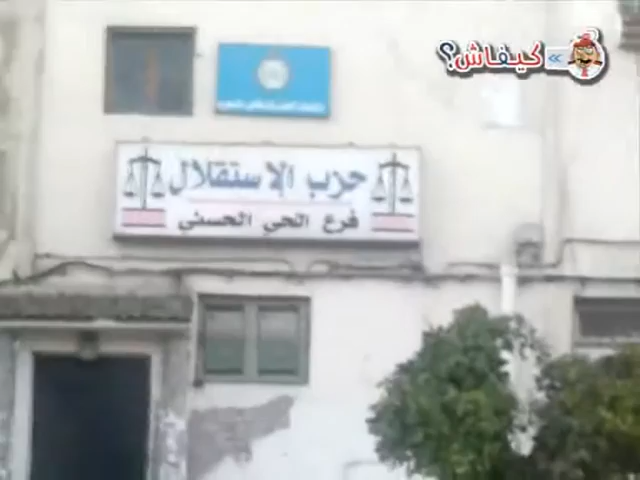 كيفاش؟
حزب الاستقلال
فرع الحي الحسني